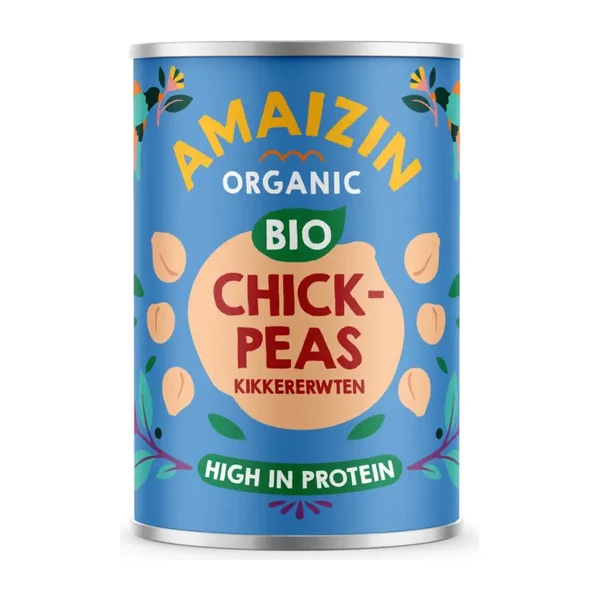 AMAIZIN
ORGANIC
BIO
CHICK-
PEAS
KIKKERERWTEN
HIGH IN PROTEIN